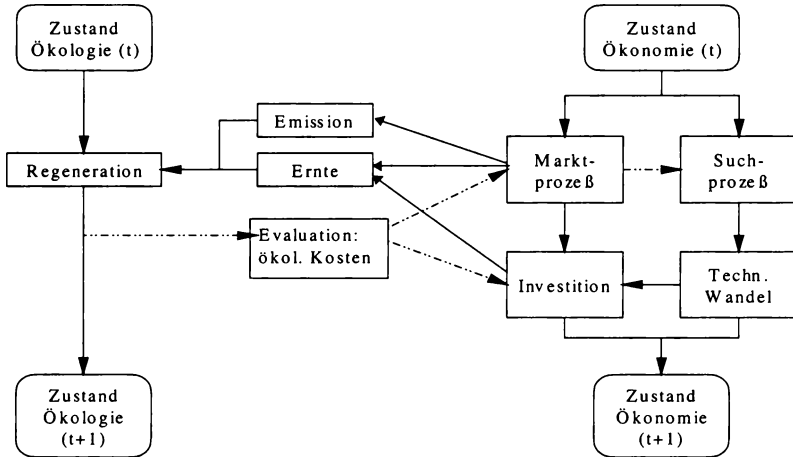 Zustand
Ökologie (t)
Zustand
Ökonomie (t)
Emission
Regeneration
Ernte
Markt-
prozeß
Such-
prozeß
Evaluation:
ökol. Kosten
Investition
Techn.
Wandel
Zustand
Ökologie
(t+1)
Zustand
Ökonomie
(t+1)